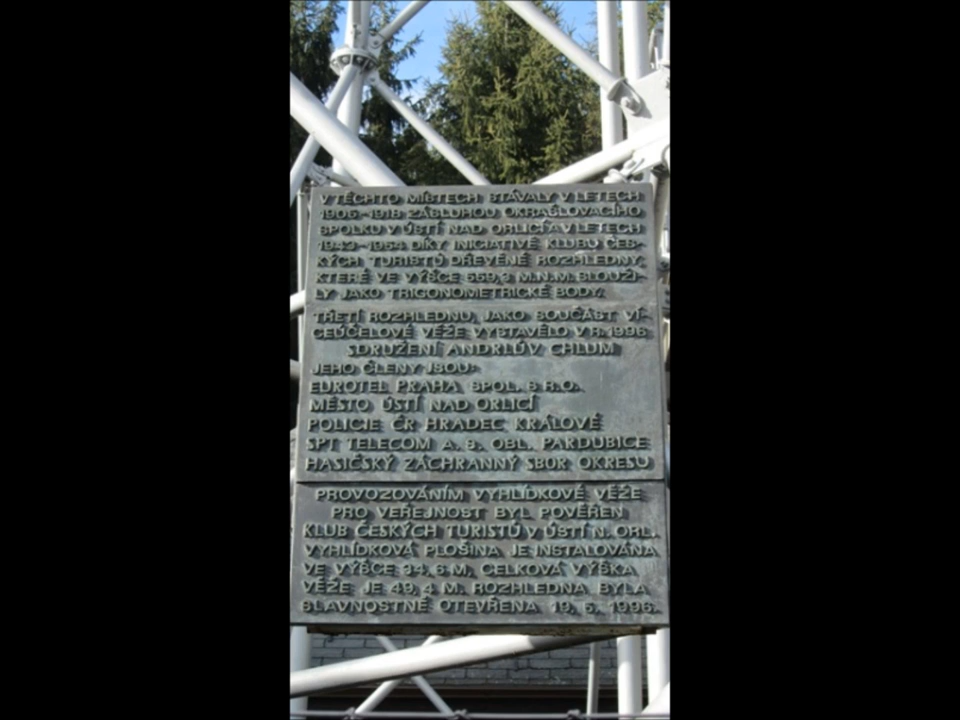 V TĚCHTO MÍSTECH STÁVALY V LETECH
1906-1918 ZÁSLUHOU OKRAŠLOVACÍHO
SPOLKU V ÚSTÍ NAD ORLICÍ A V LETECH
1943-1954 DÍKY INICIATIVĚ KLUBU ČES-
KÝCH TURISTŮ DŘEVĚNÉ ROZHLEDNY,
KTERÉ VE VÝŠCE 559,3 M.N.M. SLOUŽI-
LY JAKO TRIGONOMETRICKÉ BODY.
TŘETÍ ROZHLEDNU, JAKO SOUČÁST VÍ-
CEÚČELOVÉ VĚŽE VYSTAVĚLO V R. 1996
SDRUŽENÍ ANDRLŮV CHLUM
JEHO ČLENY JSOU:
EUROTEL PRAHA SPOL. S R.O.
MĚSTO ÚSTÍ NAD ORLICÍ
POLICIE ČR HRADEC KRÁLOVÉ
SPT TELECOM A. S. OBL. PARDUBICE
HASIČSKÝ ZÁCHRANNÝ SBOR OKRESU
PROVOZOVÁNÍM VYHLÍDKOVÉ VĚŽE
PRO VEŘEJNOST BYL POVĚŘEN
KLUB ČESKÝCH TURISTŮ V ÚSTÍ N. ORL.
VYHLÍDKOVÁ PLOŠINA JE INSTALOVÁNA
VE VÝŠCE 34,6 M, CELKOVÁ VÝŠKA
VĚŽE JE 49,4 M. ROZHLEDNA BYLA
SLAVNOSTNĚ OTEVŘENA 19. 5. 1996.